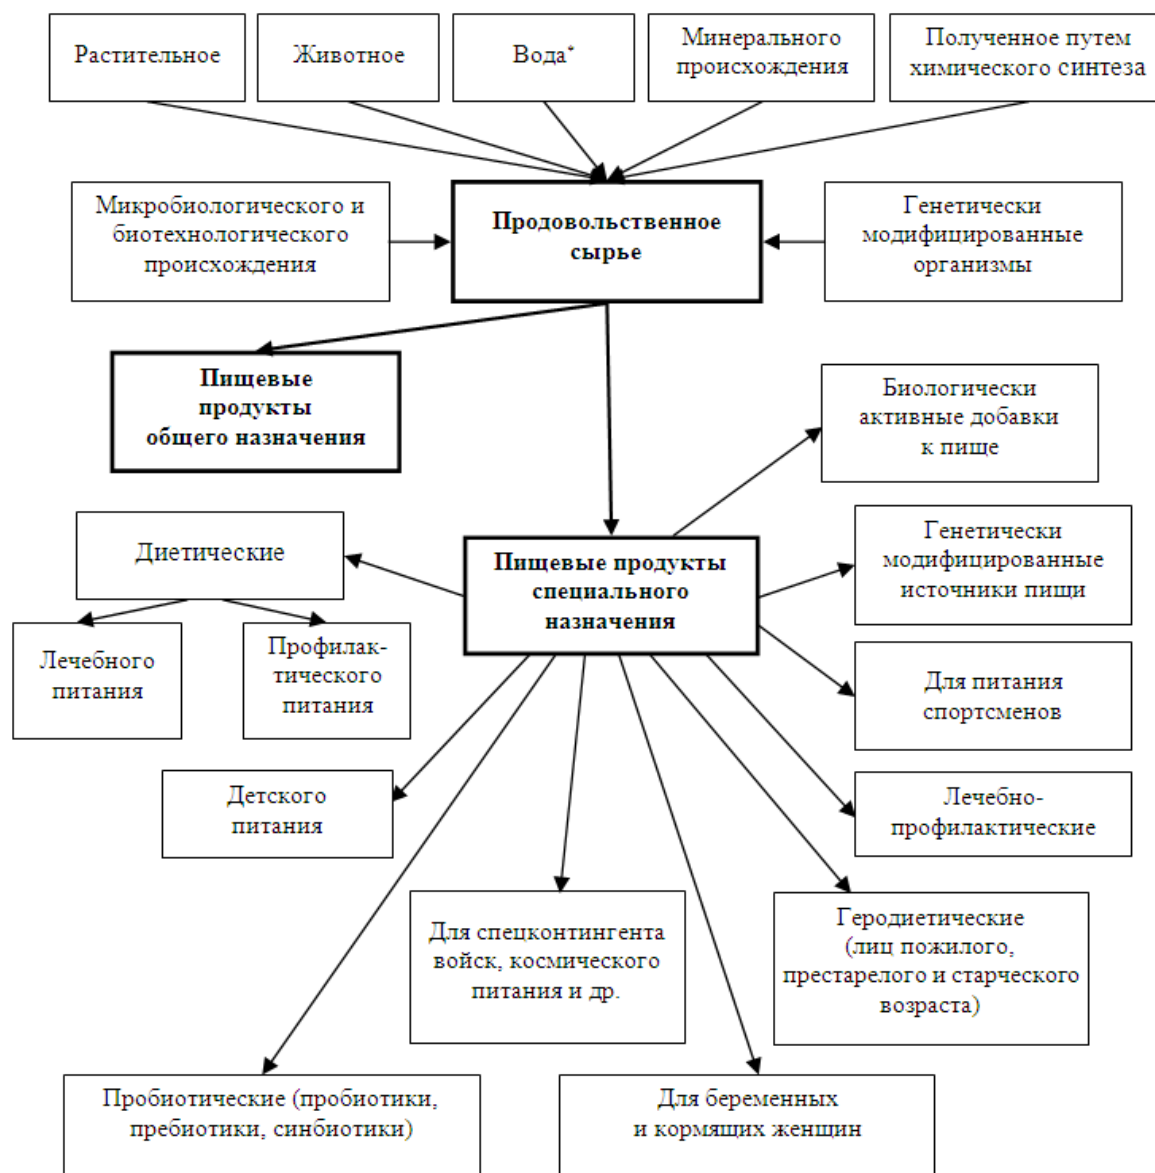 Растительное
Животное
Вода*
Минерального
происхождения
Полученное путем
химического синтеза
Микробиологического и
биотехнологического
происхождения
Продовольственное
сырье
Генетически
модифицированные
организмы
Пищевые
продукты
общего назначения
Биологически
активные добавки
к пище
Диетические
Пищевые продукты
специального
назначения
Генетически
модифицированные
источники пищи
Лечебного
питания
Профилак-
тического
питания
Для питания
спортсменов
Детского
питания
Лечебно-
профилактические
Для спецконтингента
войск, космического
питания и др.
Геродиетические
(лиц пожилого,
престарелого и старческого
возраста)
Пробиотические (пробиотики,
пребиотики, синбиотики)
Для беременных
и кормящих женщин